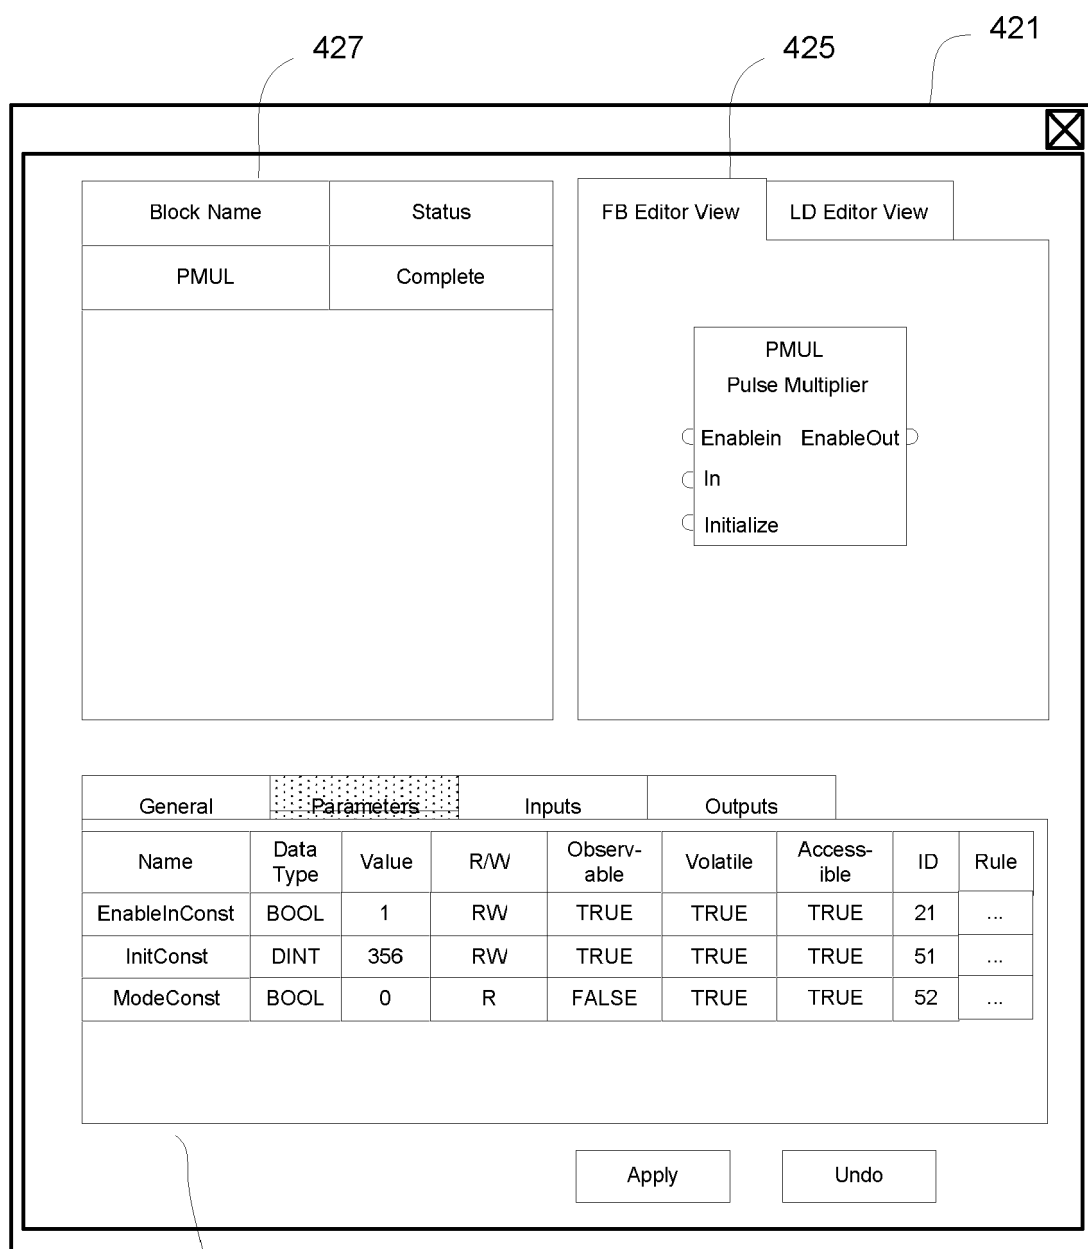 427
425
421
Block Name Status
PMUL Complete
FB Editor View LD Editor View
PMUL
Pulse Multiplier
Enablein EnableOut
In
Initialize
General Parameters Inputs Outputs
Name Data Type Value R/W Observ-able Volatile Access-ible ID Rule
EnableInConst BOOL 1 RW TRUE TRUE TRUE 21 ...
InitConst DINT 356 RW TRUE TRUE TRUE 51 ...
ModeConst BOOL 0 R FALSE TRUE TRUE 52 ...
Apply Undo